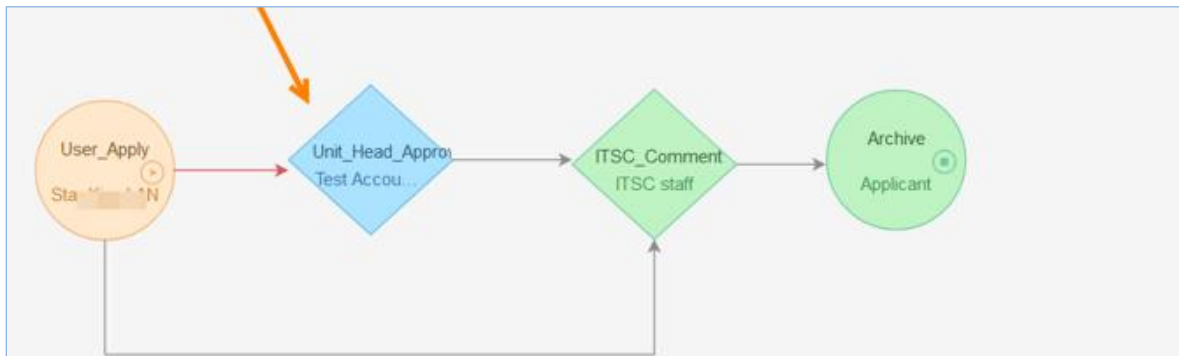 User_Apply
Unit_Head_Appro
Test Accou...
ITSC_Comment
ITSC staff
Archive
Applicant